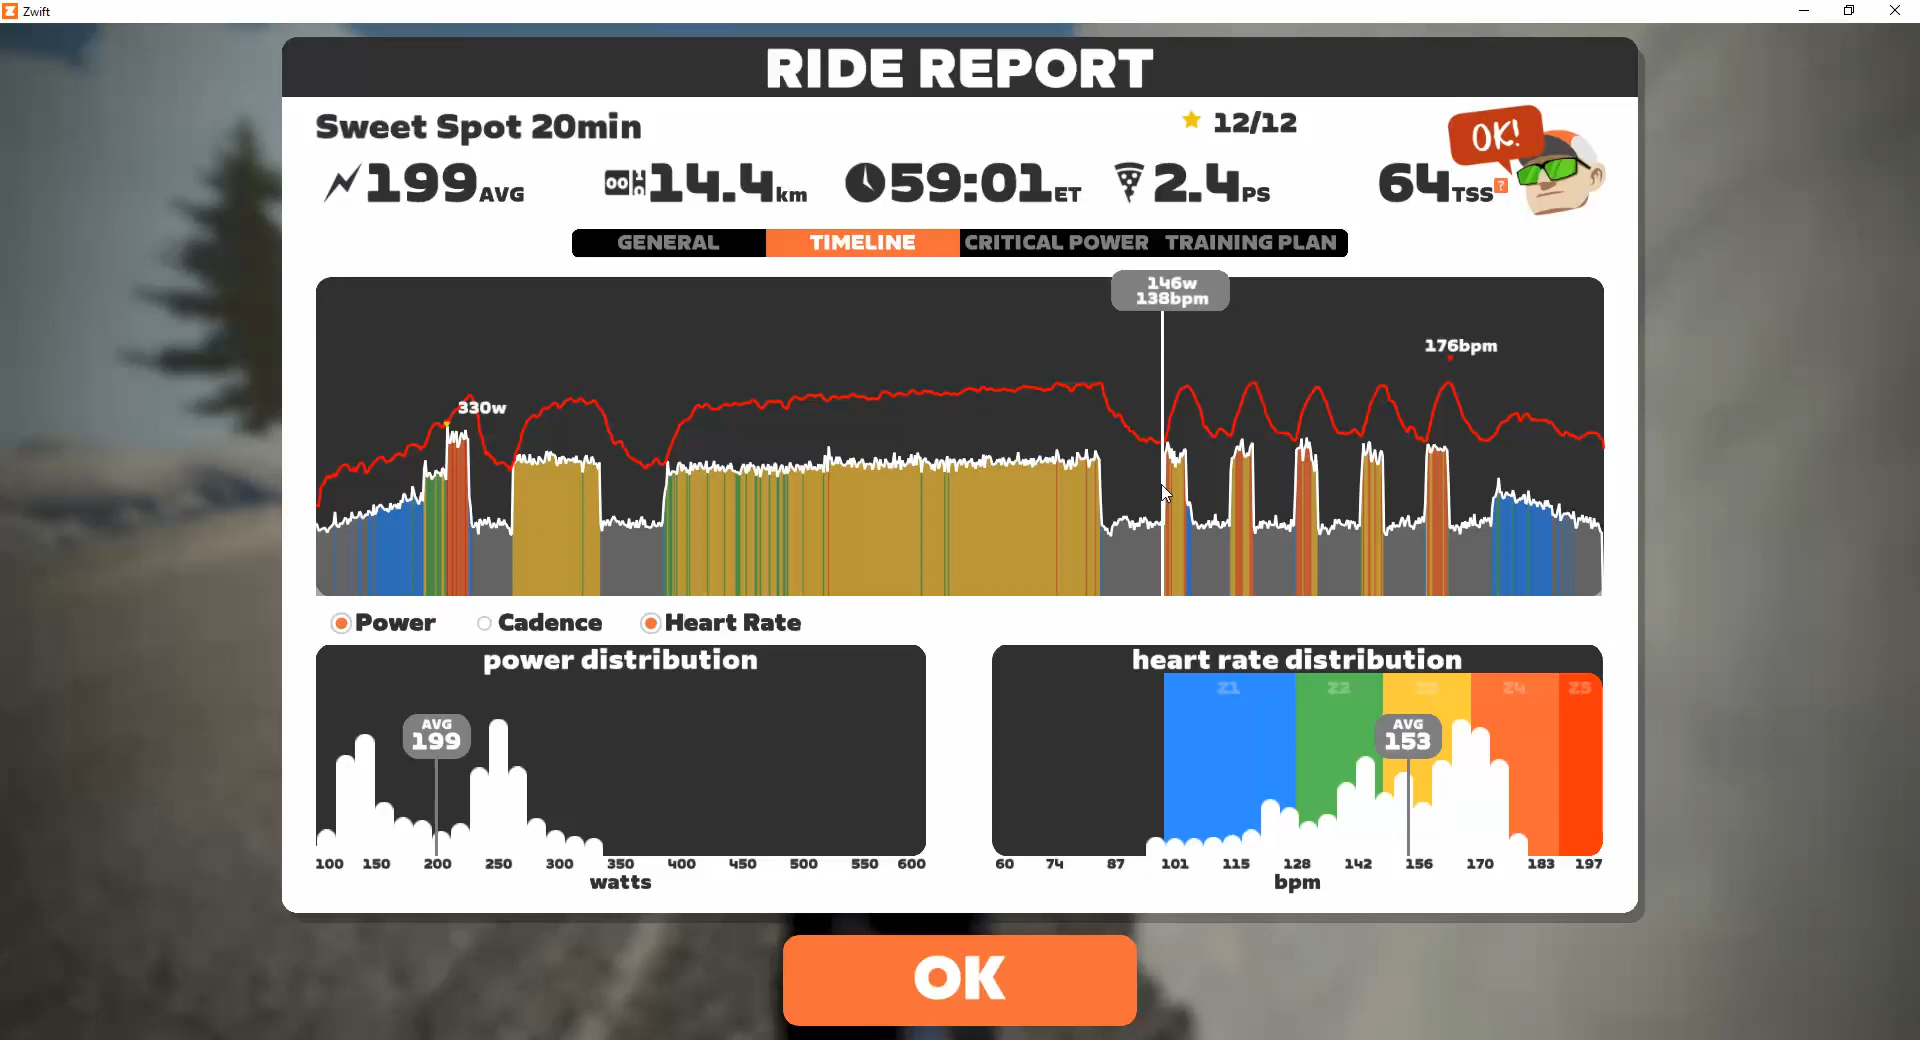 Zwift
RIDE REPORT
Sweet Spot 20min
12/12
OK!
199AVG
14.4km
59:01ET
2.4PS
64TSS?
GENERAL TIMELINE CRITICAL POWER TRAINING PLAN
146w
138bpm
176bpm
330w
Power Cadence Heart Rate
power distribution
AVG
199
100 150 200 250 300 350 400 450 500 550 600
watts
heart rate distribution
Z1 Z2 Z3 Z4 Z5
AVG
153
60 74 87 101 115 128 142 156 170 183 197
bpm
OK